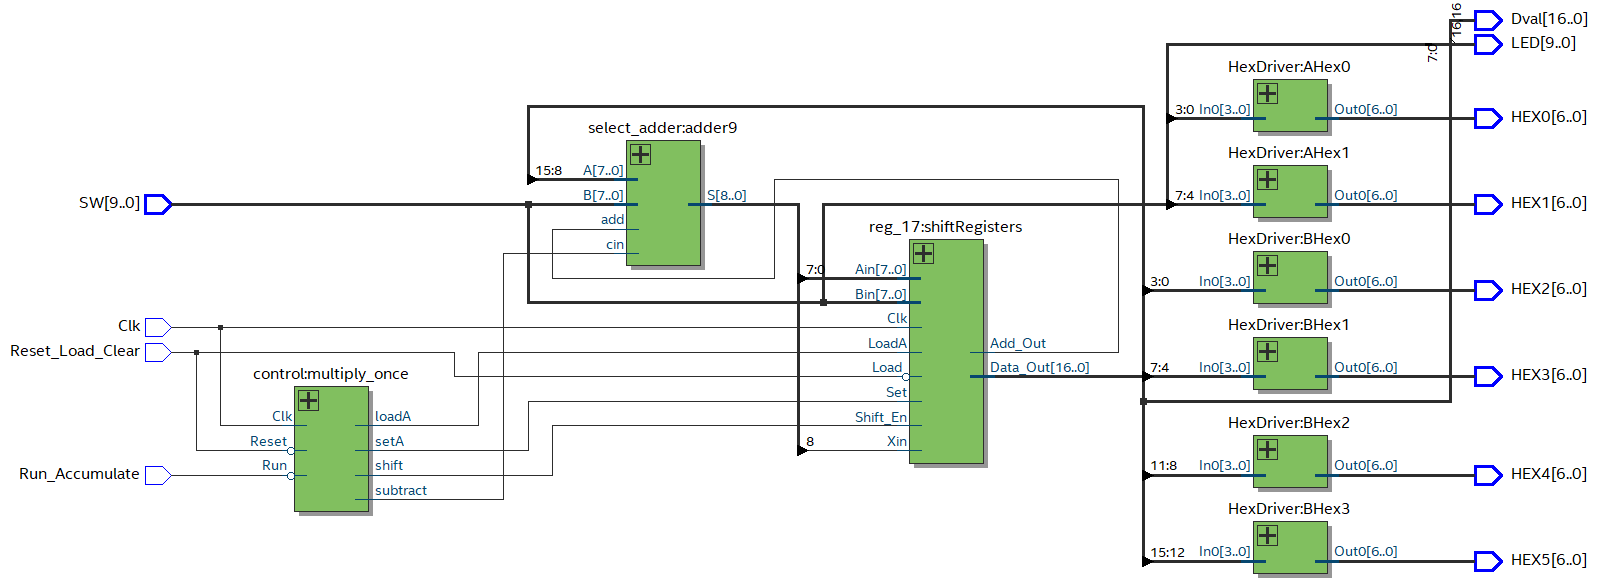 16:16
Dval[16..0]
7:0
LED[9..0]
HexDriver:AHex0
3:0 In0[3..0] Out0[6..0]
HEX0[6..0]
select_adder:adder9
15:8 A[7..0]
B[7..0]
add
cin
S[8..0]
SW[9..0]
HexDriver:AHex1
7:4 In0[3..0] Out0[6..0]
HEX1[6..0]
reg_17:shiftRegisters
7:0 Ain[7..0]
Bin[7..0]
Clk
LoadA
Load
Set
Shift_En
8 Xin
Add_Out
Data_Out[16..0]
HexDriver:BHex0
3:0 In0[3..0] Out0[6..0]
HEX2[6..0]
Clk
Reset_Load_Clear
HexDriver:BHex1
7:4 In0[3..0] Out0[6..0]
HEX3[6..0]
control:multiply_once
Clk
Reset
Run
loadA
setA
shift
subtract
Run_Accumulate
HexDriver:BHex2
11:8 In0[3..0] Out0[6..0]
HEX4[6..0]
HexDriver:BHex3
15:12 In0[3..0] Out0[6..0]
HEX5[6..0]